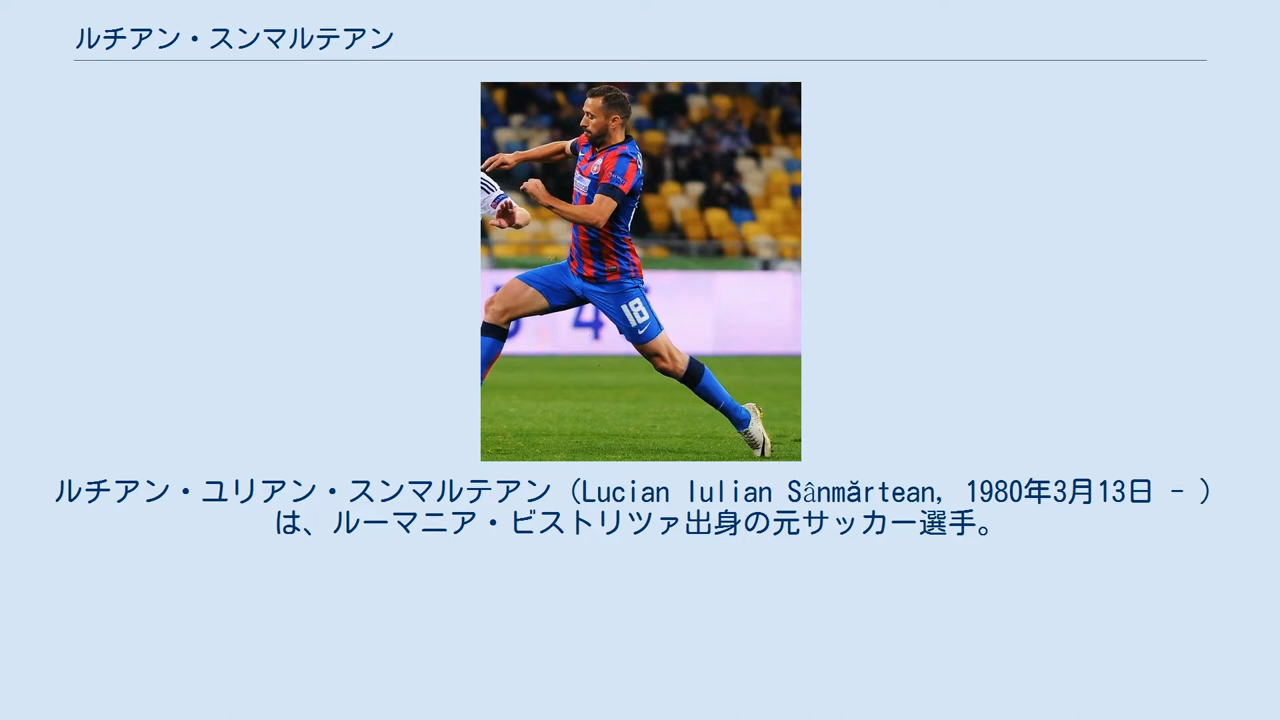 ルチアン・スンマルテアン
18
4
ルチアン・ユリアン・スンマルテアン（Lucian Iulian Sânmărtean, 1980年3月13日 - ）
は、ルーマニア・ビストリツァ出身の元サッカー選手。